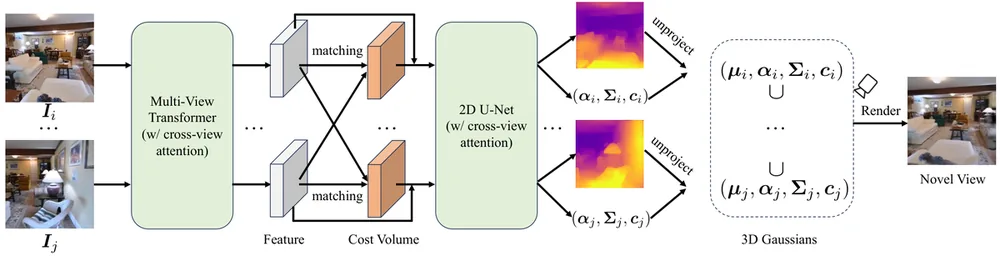 I_i
...
I_j
Multi-View
Transformer
(w/ cross-view
attention)
...
matching
...
matching
Feature
Cost Volume
2D U-Net
(w/ cross-view
attention)
...
unproject
(α_i, Σ_i, c_i)
unproject
(α_j, Σ_j, c_j)
(μ_i, α_i, Σ_i, c_i)
∪
...
∪
(μ_j, α_j, Σ_j, c_j)
3D Gaussians
Render
Novel View